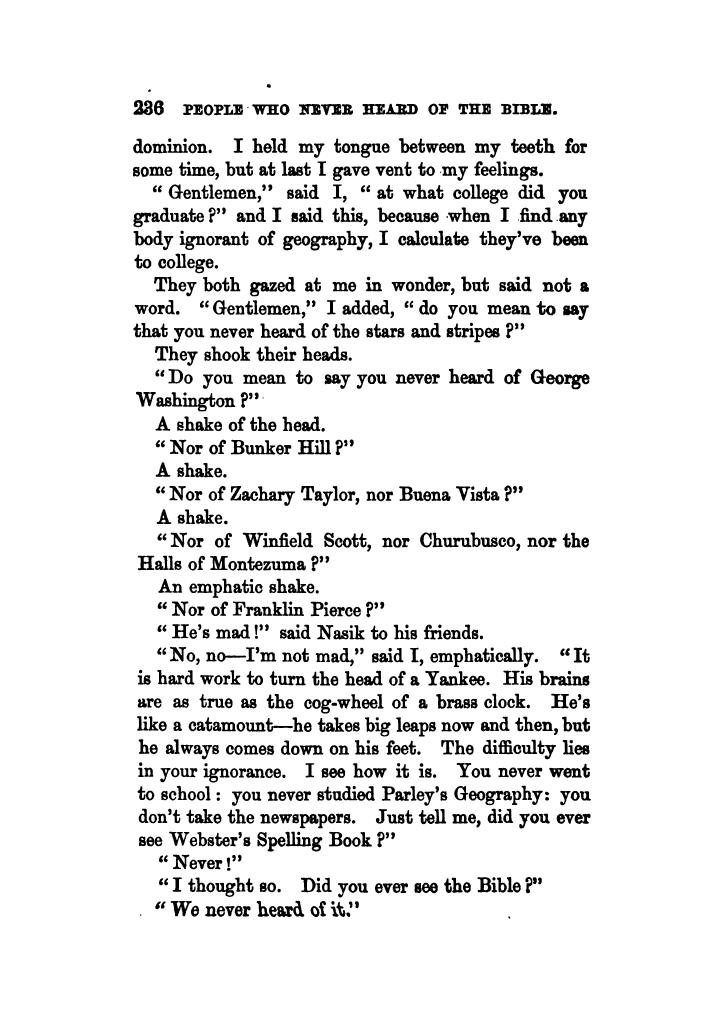 236 PEOPLE WHO NEVER HEARD OF THE BIBLE.
dominion. I held my tongue between my teeth for
some time, but at last I gave vent to my feelings.
“Gentlemen,” said I, “at what college did you
graduate?” and I said this, because when I find any
body ignorant of geography, I calculate they’ve been
to college.
They both gazed at me in wonder, but said not a
word. “Gentlemen,” I added, “do you mean to say
that you never heard of the stars and stripes?”
They shook their heads.
“Do you mean to say you never heard of George
Washington?”
A shake of the head.
“Nor of Bunker Hill?”
A shake.
“Nor of Zachary Taylor, nor Buena Vista?”
A shake.
“Nor of Winfield Scott, nor Churubusco, nor the
Halls of Montezuma?”
An emphatic shake.
“Nor of Franklin Pierce?”
“He’s mad!” said Nasik to his friends.
“No, no—I’m not mad,” said I, emphatically. “It
is hard work to turn the head of a Yankee. His brains
are as true as the cog-wheel of a brass clock. He’s
like a catamount—he takes big leaps now and then, but
he always comes down on his feet. The difficulty lies
in your ignorance. I see how it is. You never went
to school: you never studied Parley’s Geography: you
don’t take the newspapers. Just tell me, did you ever
see Webster’s Spelling Book?”
“Never!”
“I thought so. Did you ever see the Bible?”
“We never heard of it.”